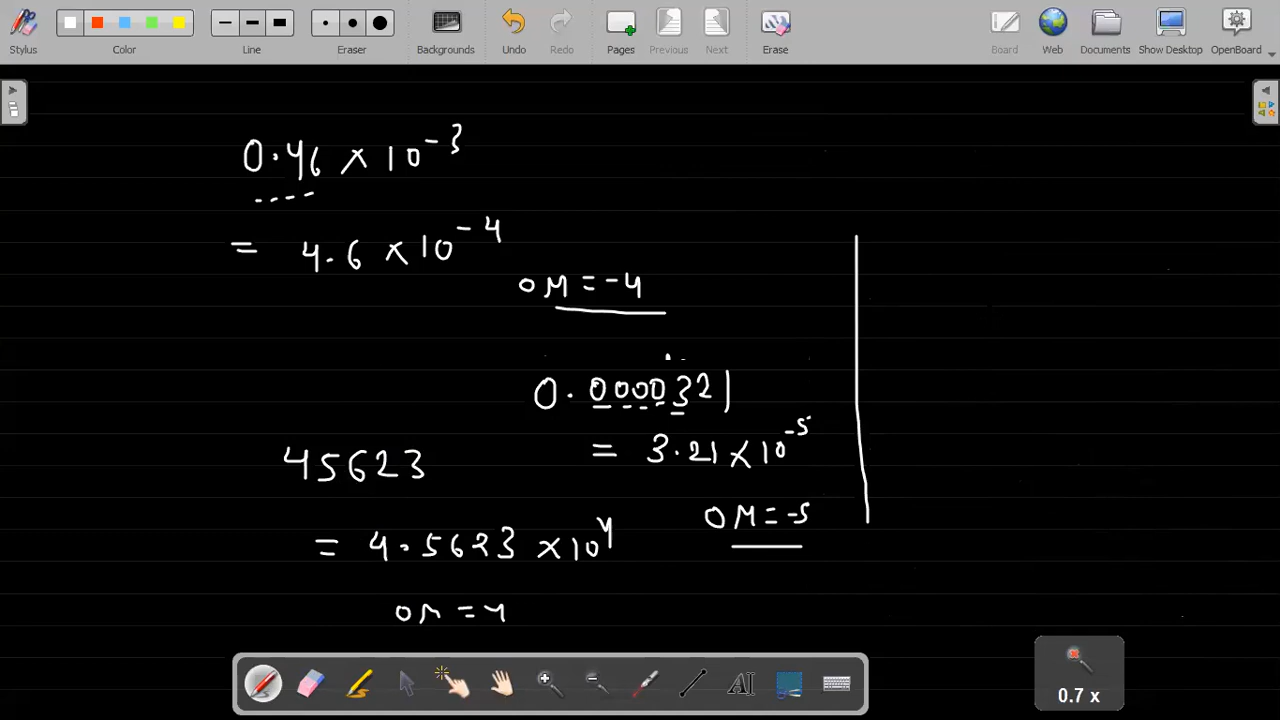 Stylus Color Line Eraser Backgrounds Undo Redo Pages Previous Next Erase Board Web Documents Show Desktop OpenBoard
0.46 × 10⁻³
= 4.6 × 10⁻⁴
OM = -4
0.0000321
= 3.21 × 10⁻⁵
OM = -5
45623
= 4.5623 × 10⁴
OM = 4
0.7 x